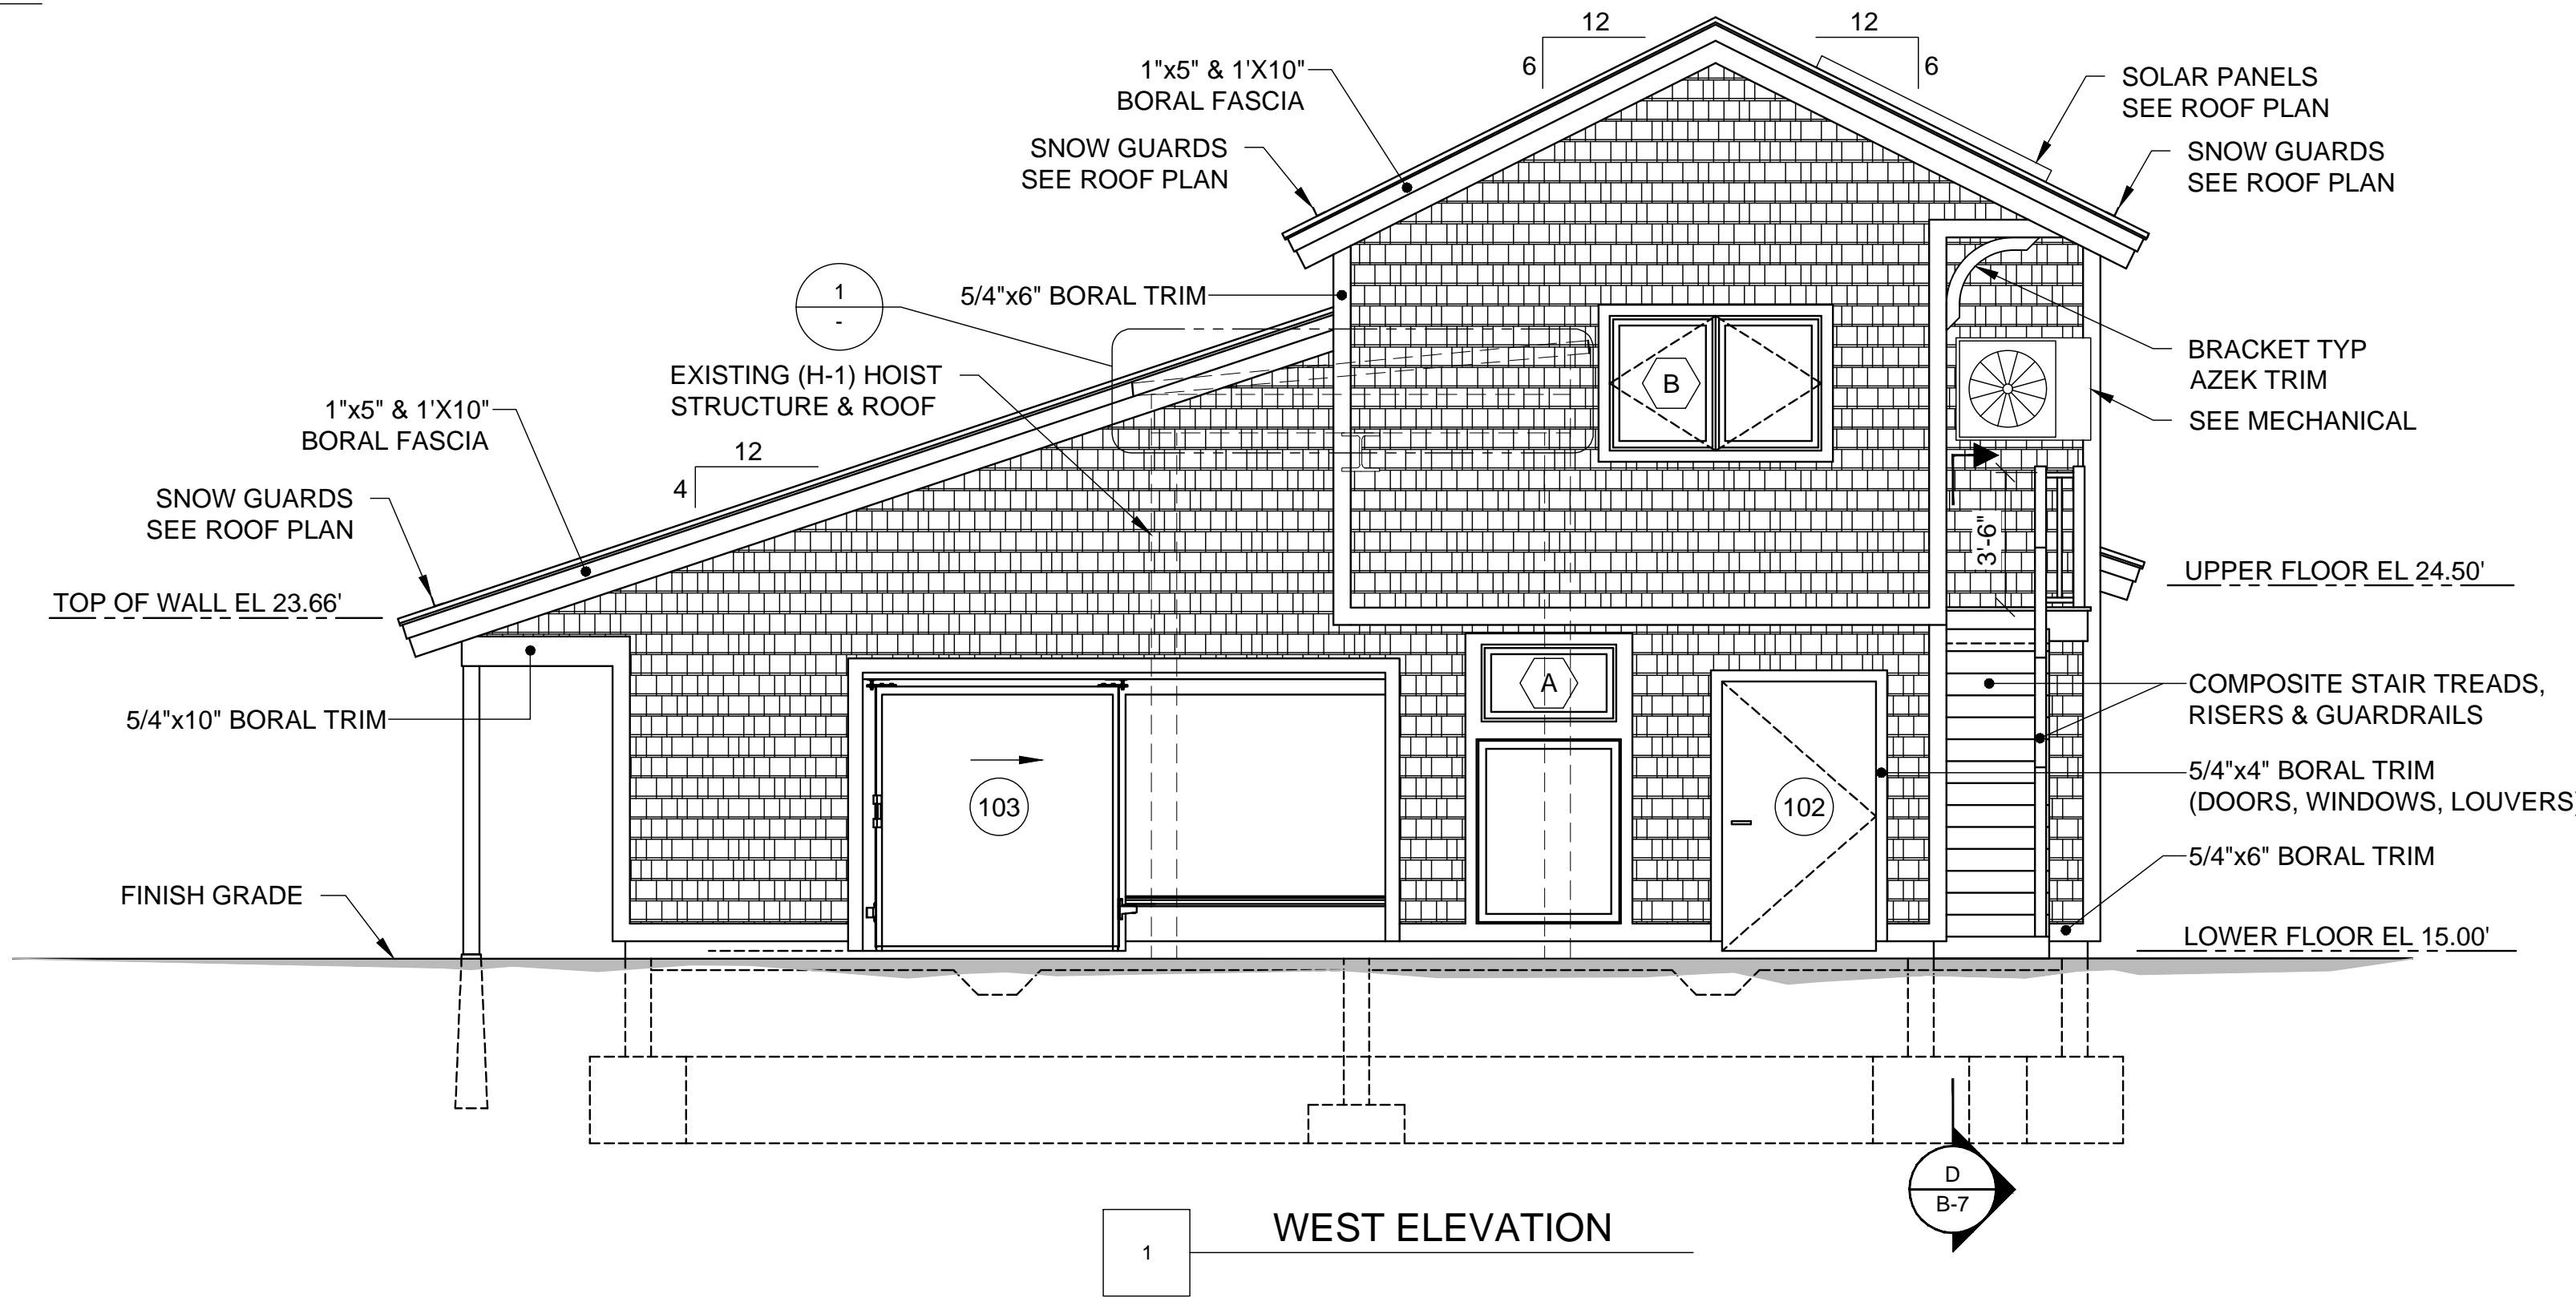 12
6
12
6
1"x5" & 1'X10"
BORAL FASCIA
SNOW GUARDS
SEE ROOF PLAN
SOLAR PANELS
SEE ROOF PLAN
SNOW GUARDS
SEE ROOF PLAN
1
-
5/4"x6" BORAL TRIM
EXISTING (H-1) HOIST
STRUCTURE & ROOF
B
BRACKET TYP
AZEK TRIM
SEE MECHANICAL
1"x5" & 1'X10"
BORAL FASCIA
12
4
SNOW GUARDS
SEE ROOF PLAN
3'-6"
TOP OF WALL EL 23.66'
UPPER FLOOR EL 24.50'
5/4"x10" BORAL TRIM
A
COMPOSITE STAIR TREADS,
RISERS & GUARDRAILS
103
102
5/4"x4" BORAL TRIM
(DOORS, WINDOWS, LOUVERS)
5/4"x6" BORAL TRIM
FINISH GRADE
LOWER FLOOR EL 15.00'
D
B-7
1
WEST ELEVATION